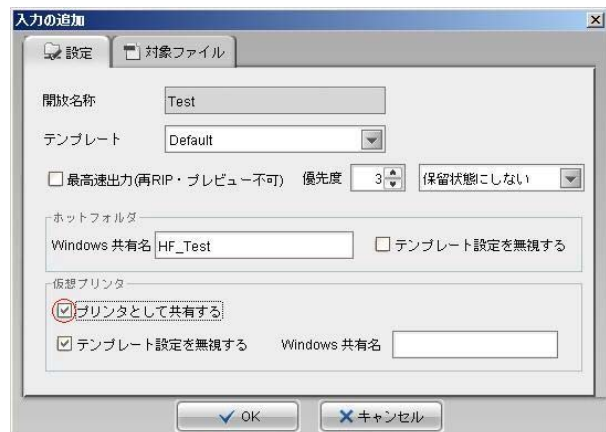 入力の追加
設定
対象ファイル
開放名称 Test
テンプレート Default
最高速出力(再RIP・プレビュー不可) 優先度 3 保留状態にしない
ホットフォルダ
Windows 共有名 HF_Test テンプレート設定を無視する
仮想プリンタ
プリンタとして共有する
テンプレート設定を無視する Windows 共有名
OK キャンセル